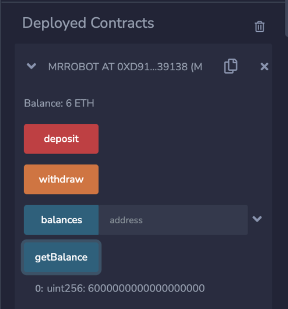 Deployed Contracts
MRROBOT AT 0XD91...39138 (M
Balance: 6 ETH
deposit
withdraw
balances address
getBalance
0: uint256: 6000000000000000000